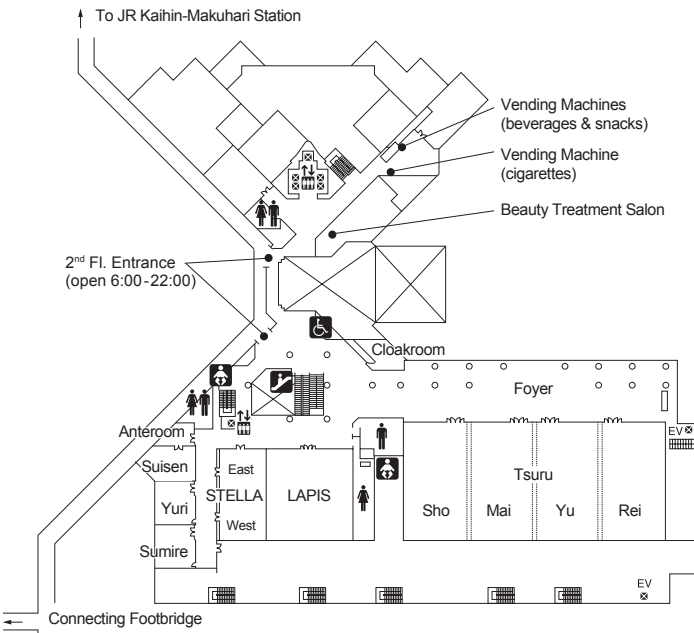 To JR Kaihin-Makuhari Station
Vending Machines
(beverages & snacks)
Vending Machine
(cigarettes)
Beauty Treatment Salon
2nd Fl. Entrance
(open 6:00-22:00)
Cloakroom
Foyer
Anteroom
EV
Suisen
East
Tsuru
STELLA
LAPIS
Yuri
Sho
Mai
Yu
Rei
West
Sumire
EV
Connecting Footbridge